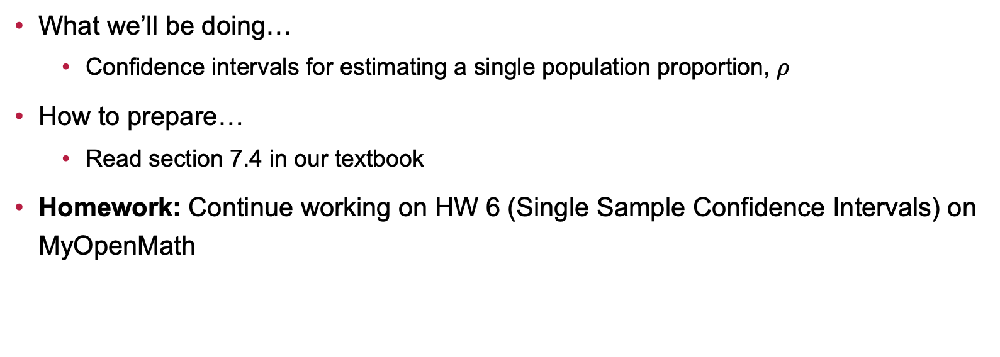 • What we’ll be doing…
• Confidence intervals for estimating a single population proportion, ρ
• How to prepare…
• Read section 7.4 in our textbook
• Homework: Continue working on HW 6 (Single Sample Confidence Intervals) on
MyOpenMath